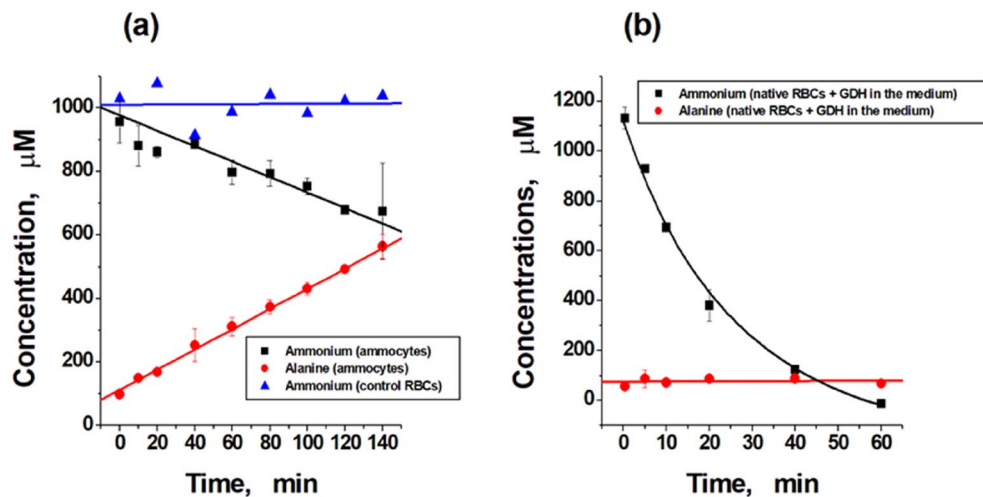 (a)
Concentration, μM
1000
800
600
400
200
0
0 20 40 60 80 100 120 140
Time, min
Ammonium (ammocytes)
Alanine (ammocytes)
Ammonium (control RBCs)
(b)
Concentrations, μM
1200
1000
800
600
400
200
0
0 10 20 30 40 50 60
Time, min
Ammonium (native RBCs + GDH in the medium)
Alanine (native RBCs + GDH in the medium)